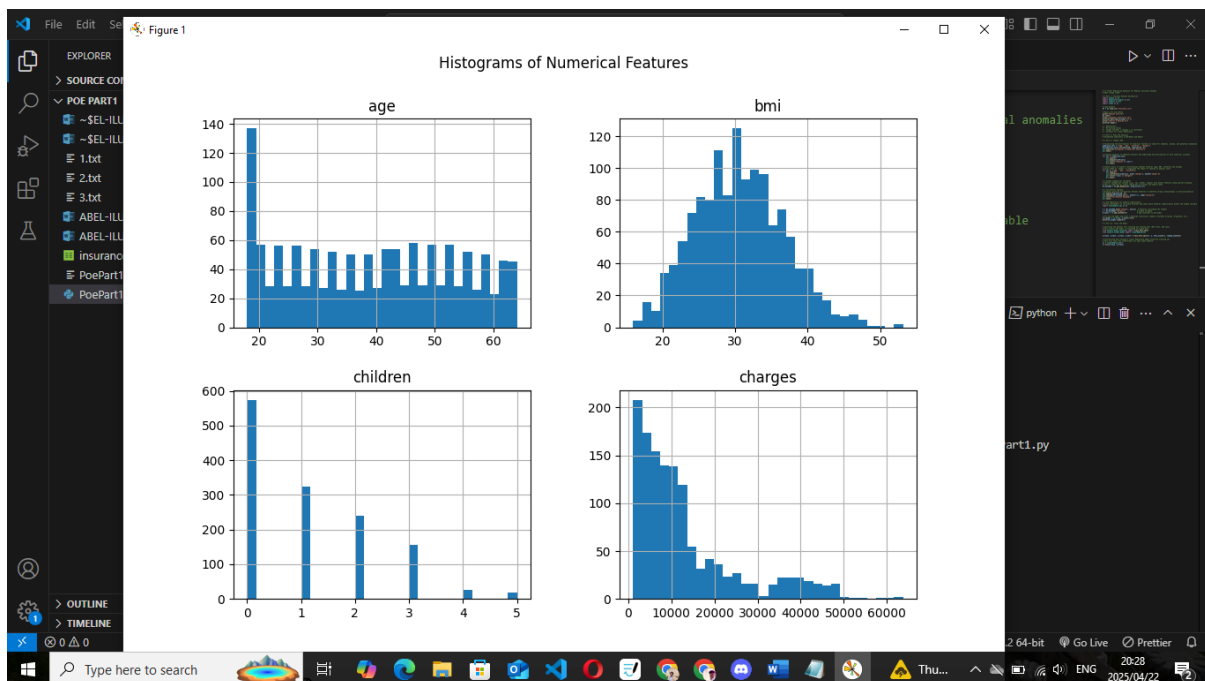 File Edit Se
Figure 1
EXPLORER
SOURCE CO
POE PART1
~$EL-ILL
~$EL-ILL
1.txt
2.txt
3.txt
ABEL-ILL
ABEL-ILL
insuranc
PoePart1
PoePart1
OUTLINE
TIMELINE
Histograms of Numerical Features
age
140
120
100
80
60
40
20
0
20 30 40 50 60
bmi
120
100
80
60
40
20
0
20 30 40 50
children
600
500
400
300
200
100
0
0 1 2 3 4 5
charges
200
150
100
50
0
0 10000 20000 30000 40000 50000 60000
l anomalies
ble
python
art1.py
1
0 0
.2 64-bit Go Live Prettier
Type here to search
Thu...
ENG
20:28
2025/04/22
2